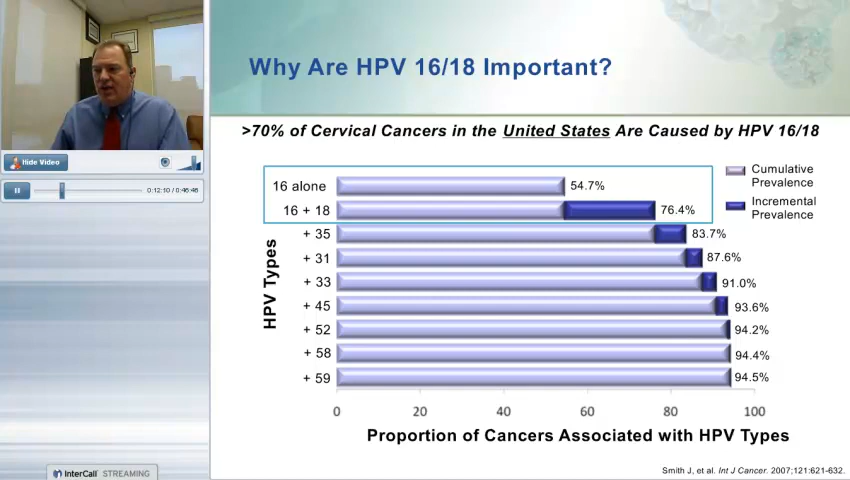 Why Are HPV 16/18 Important?
>70% of Cervical Cancers in the United States Are Caused by HPV 16/18
Hide Video
0:12:10 / 0:46:46
Cumulative
Prevalence
Incremental
Prevalence
HPV Types
16 alone 54.7%
16 + 18 76.4%
+ 35 83.7%
+ 31 87.6%
+ 33 91.0%
+ 45 93.6%
+ 52 94.2%
+ 58 94.4%
+ 59 94.5%
0 20 40 60 80 100
Proportion of Cancers Associated with HPV Types
InterCall STREAMING
Smith J, et al. Int J Cancer. 2007;121:621-632.